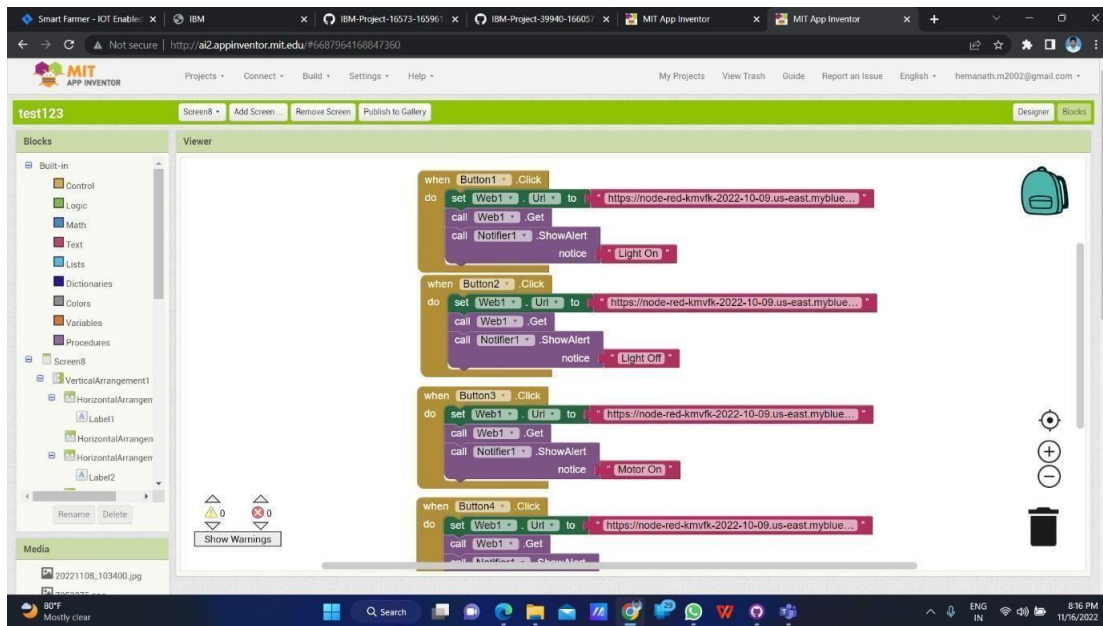 Smart Farmer - IOT Enabled
IBM
IBM-Project-16573-165961
IBM-Project-39940-166057
MIT App Inventor
MIT App Inventor
Not secure | http://ai2.appinventor.mit.edu/#6687964168847360
MIT
APP INVENTOR
Projects Connect Build Settings Help My Projects View Trash Guide Report an Issue English hemanath.m2002@gmail.com
test123 Screen8 Add Screen ... Remove Screen Publish to Gallery Designer Blocks
Blocks
Viewer
Built-in
Control
Logic
Math
Text
Lists
Dictionaries
Colors
Variables
Procedures
Screen8
VerticalArrangement1
HorizontalArrangem
Label1
HorizontalArrangem
HorizontalArrangem
Label2
Rename Delete
Media
20221108_103400.jpg
when Button1 .Click
do set Web1 . Url to " https://node-red-kmvfk-2022-10-09.us-east.myblue... "
call Web1 .Get
call Notifier1 .ShowAlert
notice " Light On "
when Button2 .Click
do set Web1 . Url to " https://node-red-kmvfk-2022-10-09.us-east.myblue... "
call Web1 .Get
call Notifier1 .ShowAlert
notice " Light Off "
when Button3 .Click
do set Web1 . Url to " https://node-red-kmvfk-2022-10-09.us-east.myblue... "
call Web1 .Get
call Notifier1 .ShowAlert
notice " Motor On "
when Button4 .Click
do set Web1 . Url to " https://node-red-kmvfk-2022-10-09.us-east.myblue... "
call Web1 .Get
call Notifier1 .ShowAlert
0 0
Show Warnings
80°F
Mostly clear
Search
29
ENG
IN
8:16 PM
11/16/2022